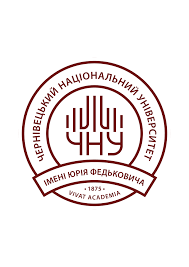 ЧЕРНІВЕЦЬКИЙ НАЦІОНАЛЬНИЙ УНІВЕРСИТЕТ
ЧНУ
ІМЕНІ ЮРІЯ ФЕДЬКОВИЧА
· 1875 ·
VIVAT ACADEMIA